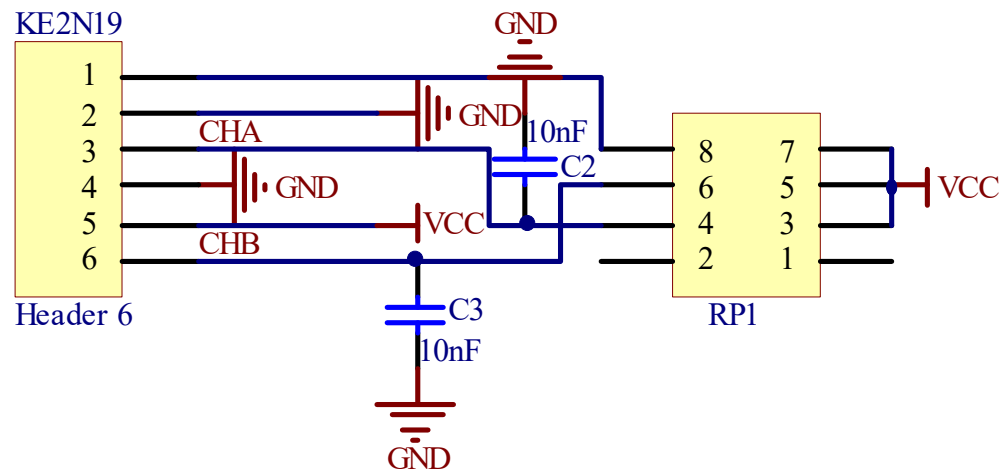 KE2N19
1
2
3
4
5
6
Header 6
CHA
CHB
GND
GND
GND
VCC
10nF
C2
C3
10nF
GND
8 7
6 5
4 3
2 1
RP1
VCC